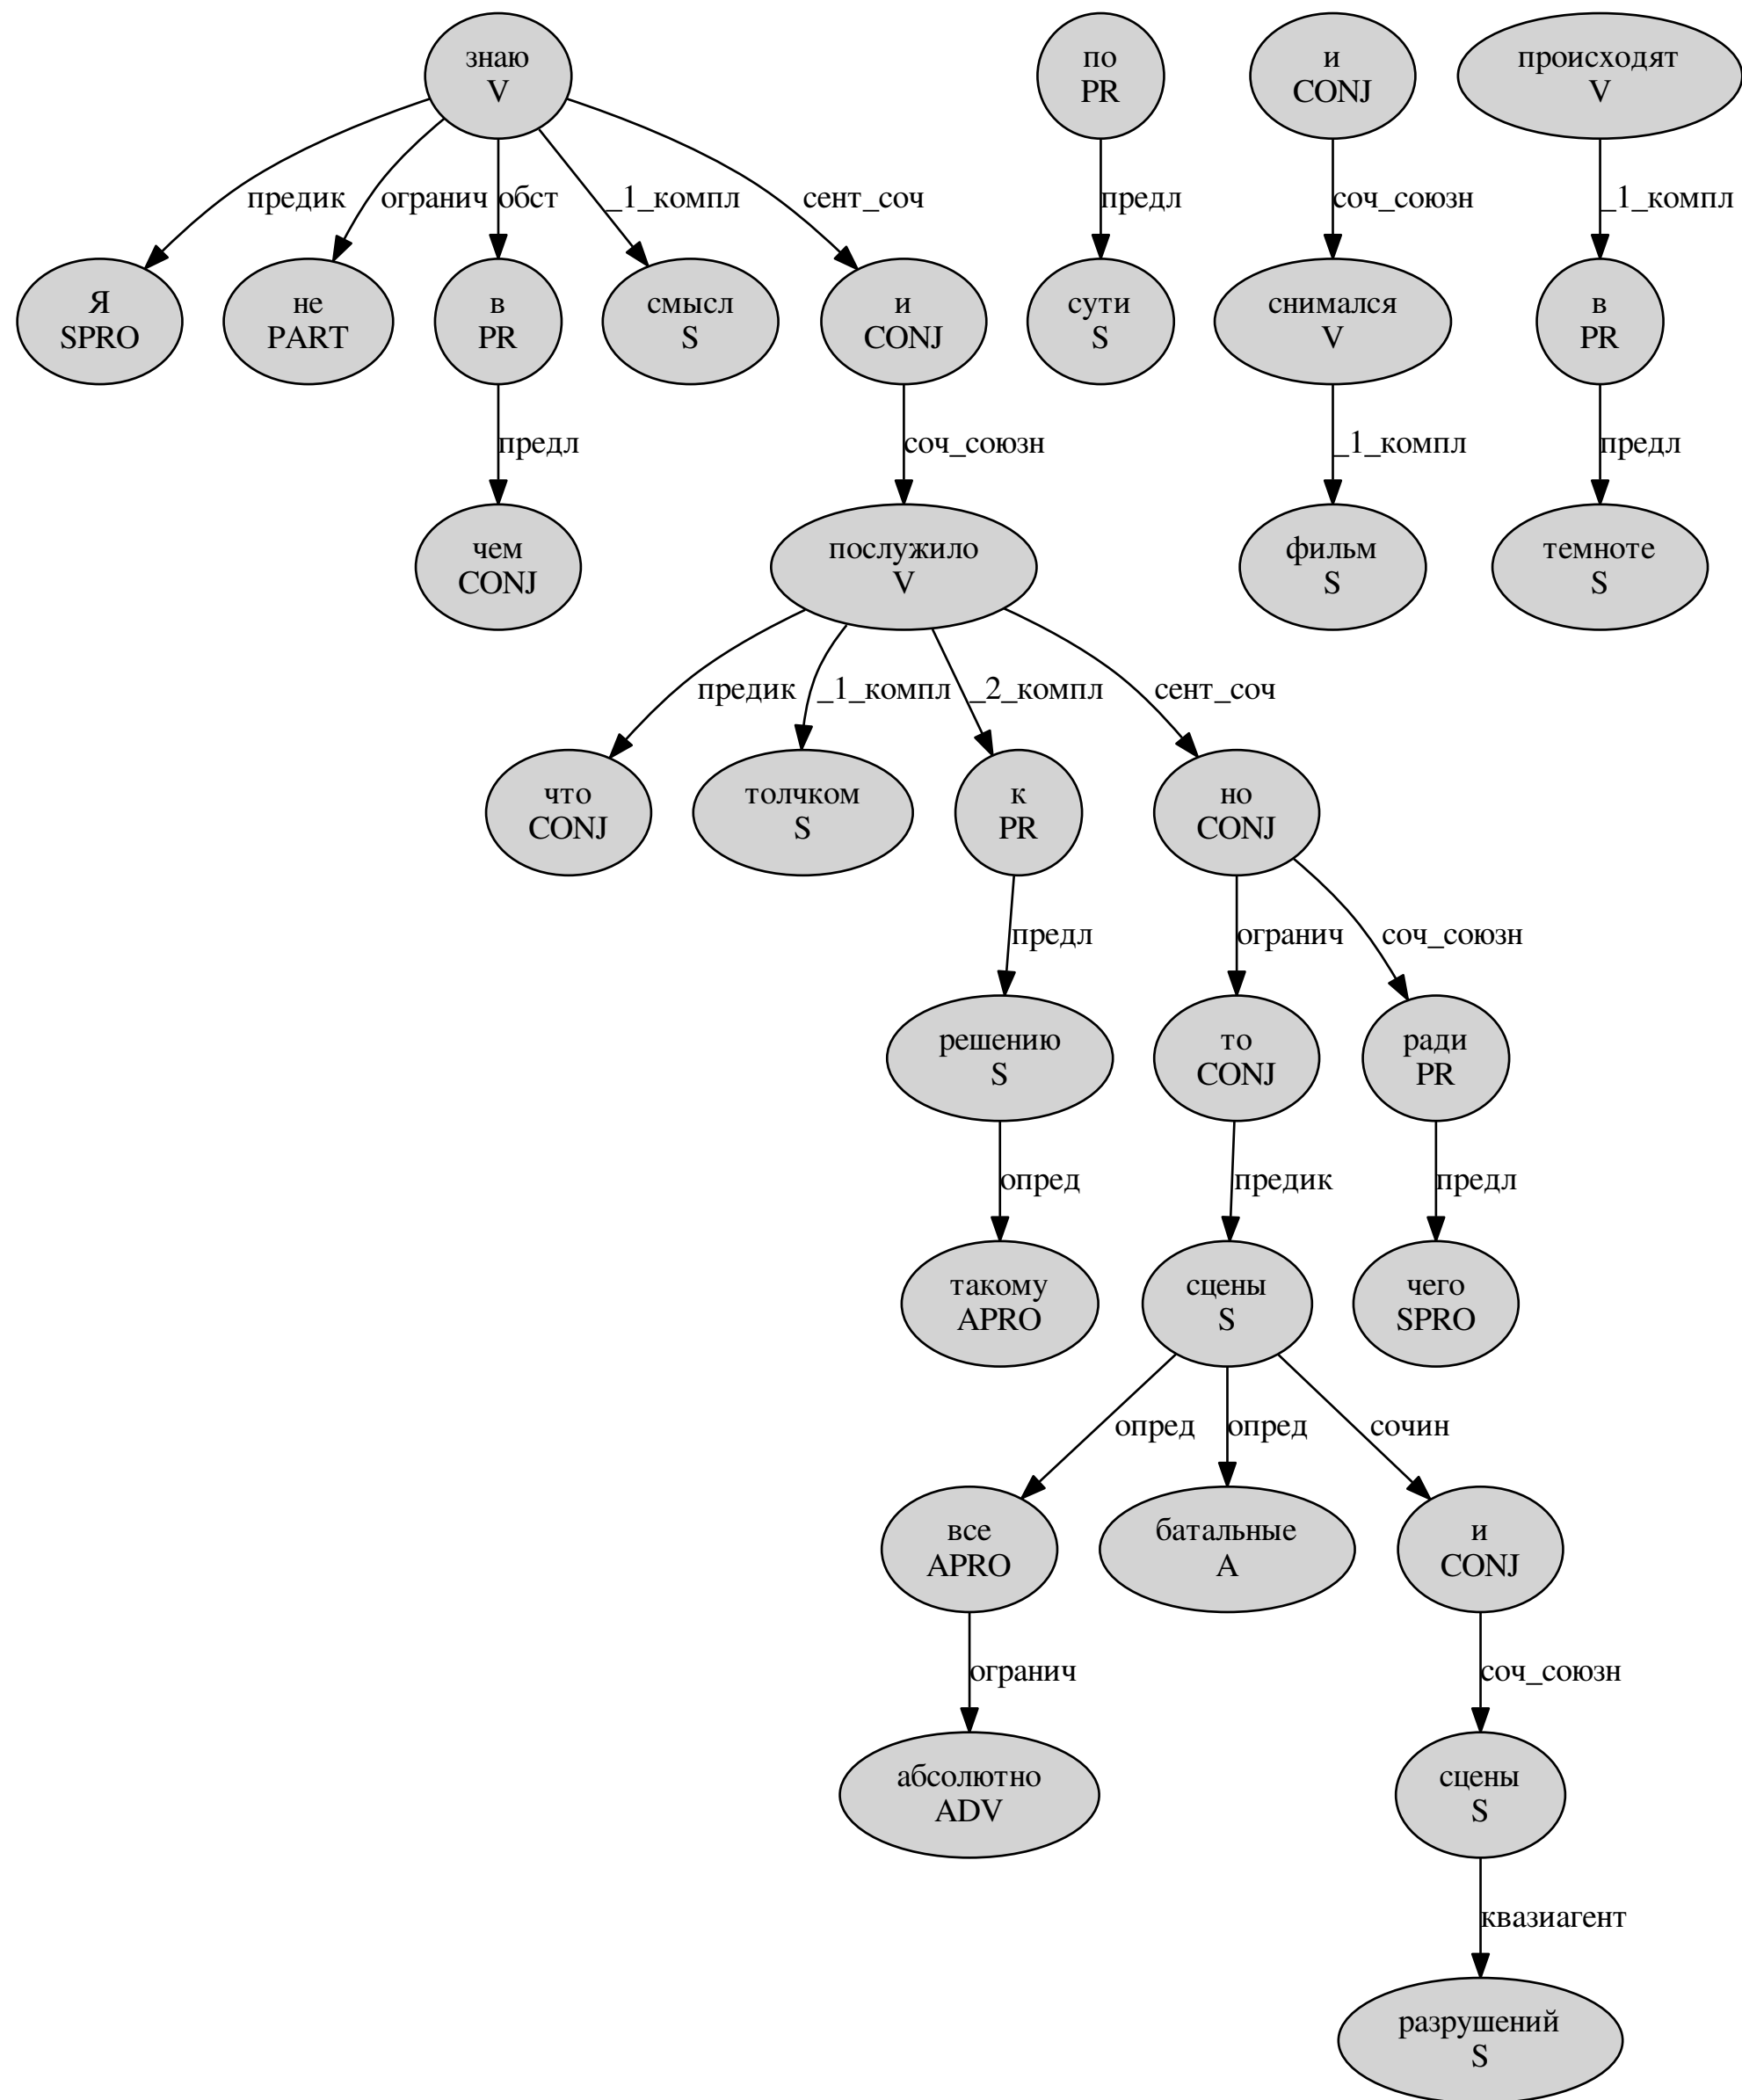 знаю
V
по
PR
и
CONJ
происходят
V
предик
огранич
обст
_1_компл
сент_соч
предл
соч_союзн
_1_компл
Я
SPRO
не
PART
в
PR
смысл
S
и
CONJ
сути
S
снимался
V
в
PR
предл
соч_союзн
_1_компл
предл
чем
CONJ
послужило
V
фильм
S
темноте
S
предик
_1_компл
_2_компл
сент_соч
что
CONJ
толчком
S
к
PR
но
CONJ
предл
огранич
соч_союзн
решению
S
то
CONJ
ради
PR
опред
предик
предл
такому
APRO
сцены
S
чего
SPRO
опред
опред
сочин
все
APRO
батальные
A
и
CONJ
огранич
соч_союзн
абсолютно
ADV
сцены
S
квазиагент
разрушений
S